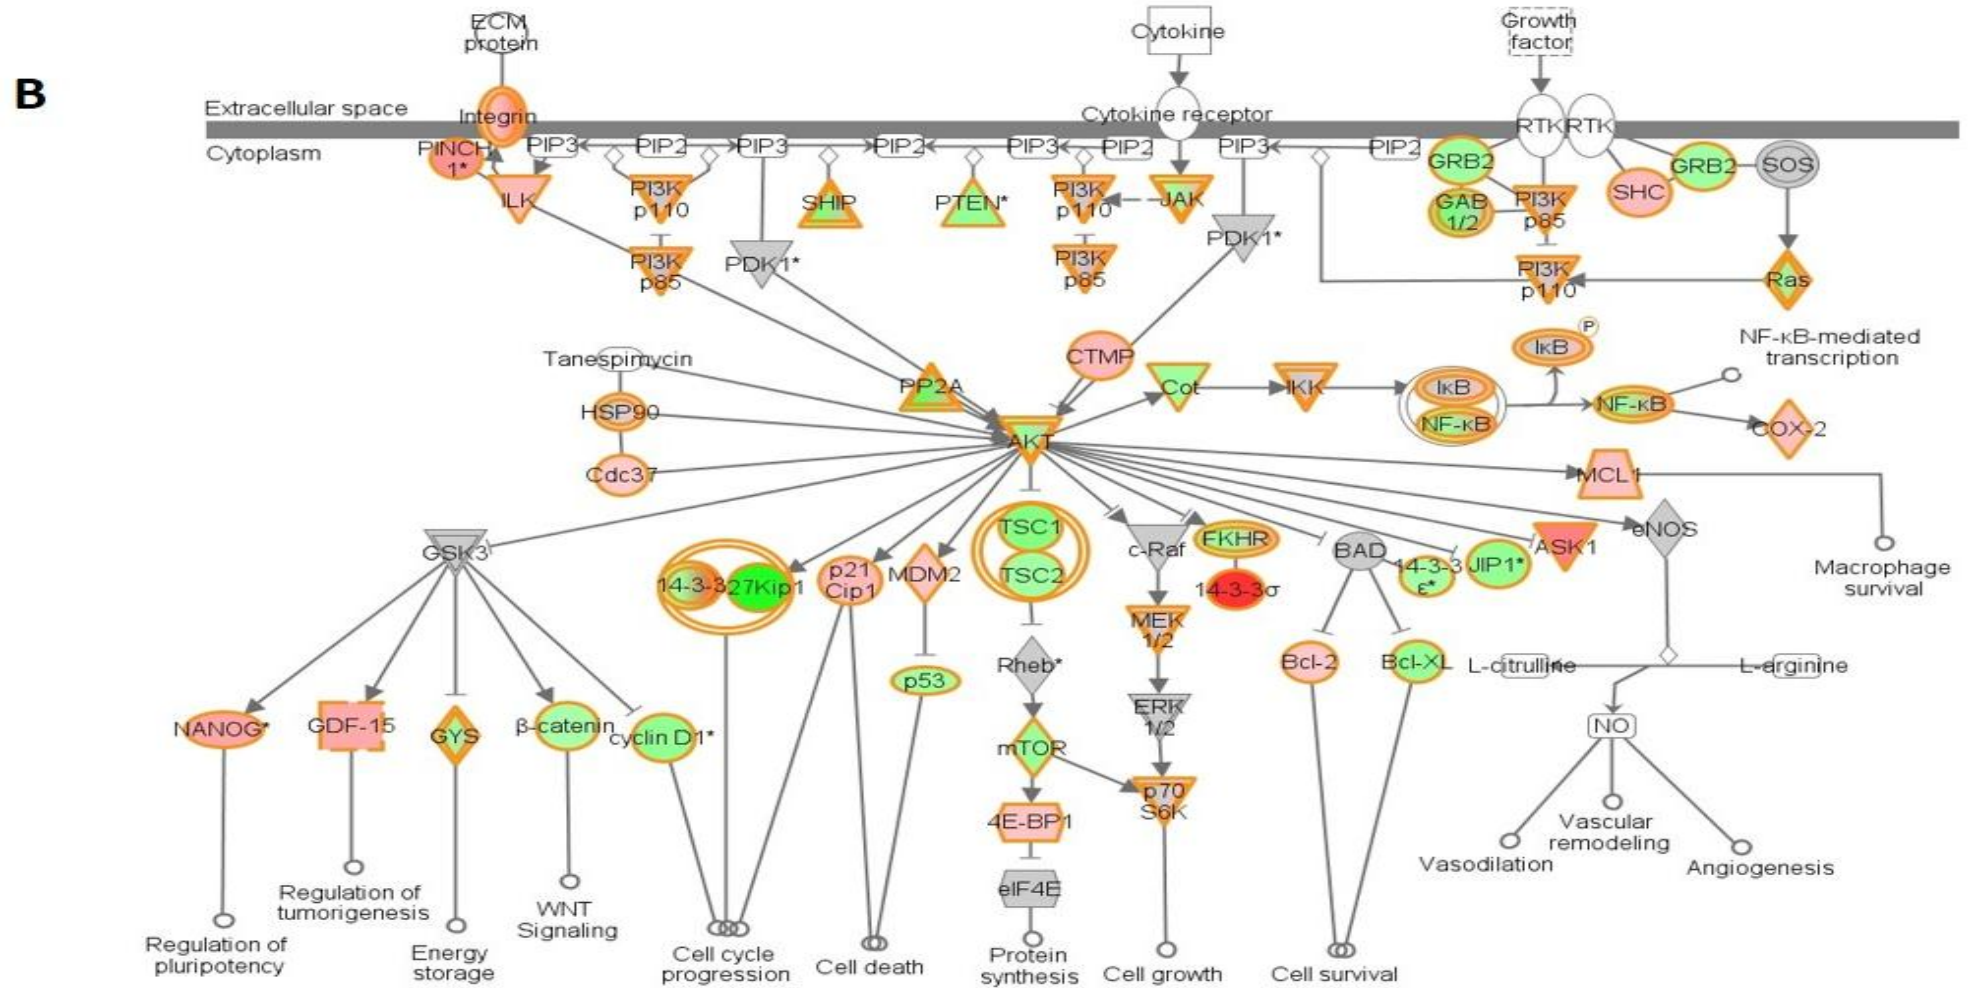 B
ECM
protein
Cytokine
Growth
factor
Extracellular space
Integrin
Cytokine receptor
RTK
RTK
Cytoplasm
PINCH
1*
PIP3
PIP2
PIP3
PIP2
PIP3
PIP2
PIP3
PIP2
GRB2
GRB2
SOS
ILK
PI3K
p110
SHIP
PTEN*
PI3K
p110
JAK
GAB
1/2
PI3K
p85
SHC
PDK1*
PDK1*
PI3K
p85
PI3K
p85
PI3K
p110
Ras
Tanespimycin
CTMP
IκB
P
NF-κB-mediated
transcription
PP2A
Cot
IKK
IκB
NF-κB
NF-κB
HSP90
COX-2
AKT
Cdc37
MCL1
GSK3
TSC1
TSC2
c-Raf
FKHR
BAD
ASK1
eNOS
14-3-3
27Kip1
p21
Cip1
MDM2
14-3-3σ
14-3-3
ε*
JIP1*
Macrophage
survival
MEK
1/2
Rheb*
p53
Bcl-2
Bcl-XL
L-citrulline
L-arginine
NANOG*
GDF-15
GYS
β-catenin
cyclin D1*
ERK
1/2
NO
mTOR
p70
S6K
4E-BP1
Vascular
remodeling
Vasodilation
Angiogenesis
eIF4E
Regulation of
tumorigenesis
WNT
Signaling
Regulation of
pluripotency
Energy
storage
Cell cycle
progression
Cell death
Protein
synthesis
Cell growth
Cell survival